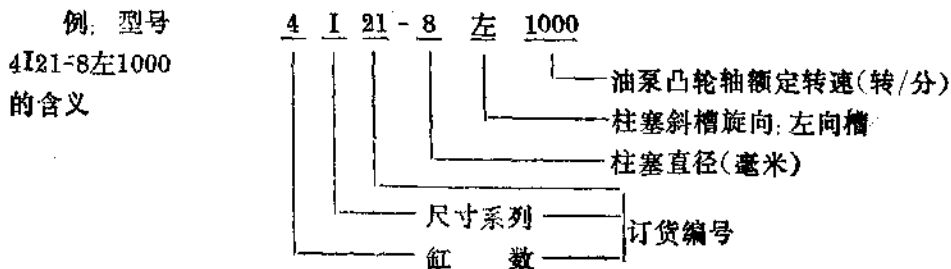 例: 型号 4 I 21 - 8 左 1000
4I21-8左1000
的含义
油泵凸轮轴额定转速(转/分)
柱塞斜槽旋向: 左向槽
柱塞直径(毫米)
尺寸系列
订货编号
缸 数